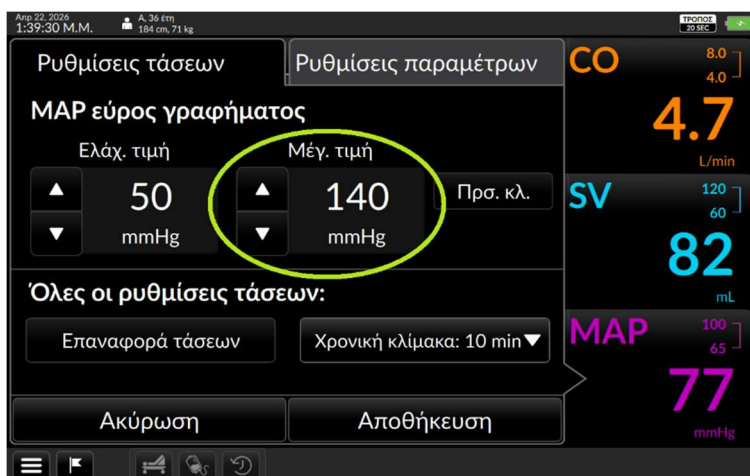 Απρ 22, 2026
1:39:30 Μ.Μ.
Α, 36 έτη
184 cm, 71 kg
ΤΡΟΠΟΣ
20 SEC
Ρυθμίσεις τάσεων
Ρυθμίσεις παραμέτρων
MAP εύρος γραφήματος
Ελάχ. τιμή
Μέγ. τιμή
50
140
Πρσ. κλ.
mmHg
mmHg
Όλες οι ρυθμίσεις τάσεων:
Επαναφορά τάσεων
Χρονική κλίμακα: 10 min
Ακύρωση
Αποθήκευση
CO
8.0
4.0
4.7
L/min
SV
120
60
82
mL
MAP
100
65
77
mmHg